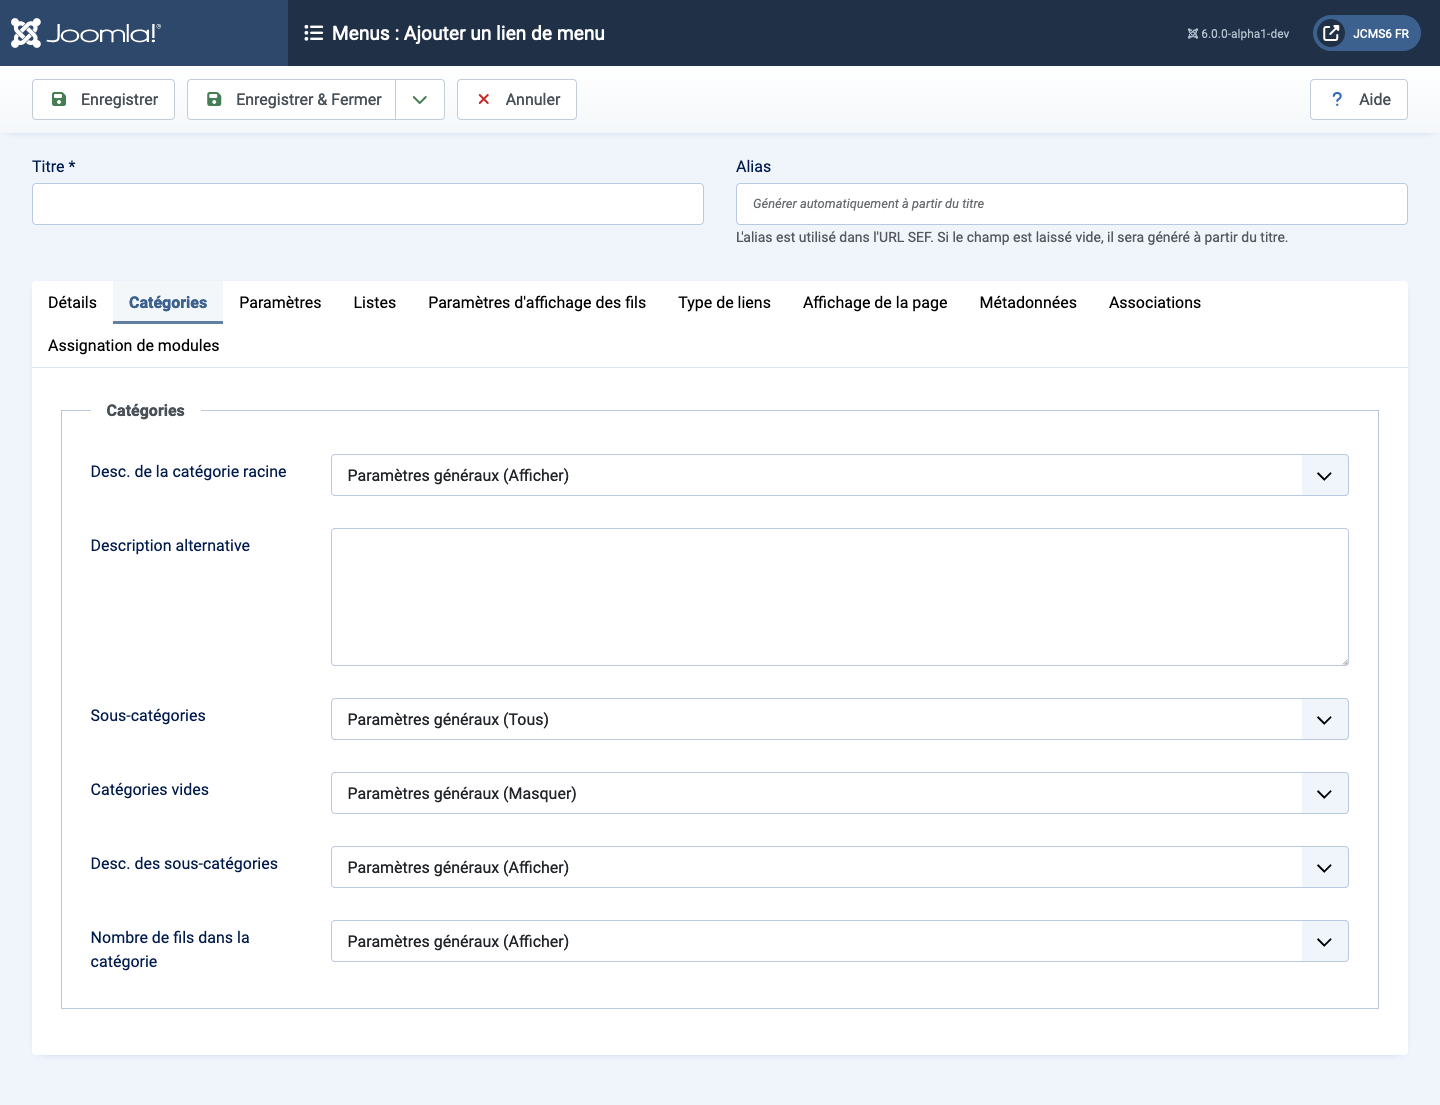 Joomla!®
Menus : Ajouter un lien de menu
6.0.0-alpha1-dev
JCMS6 FR
Enregistrer
Enregistrer & Fermer
Annuler
? Aide
Titre *
Alias
Générer automatiquement à partir du titre
L'alias est utilisé dans l'URL SEF. Si le champ est laissé vide, il sera généré à partir du titre.
Détails
Catégories
Paramètres
Listes
Paramètres d'affichage des fils
Type de liens
Affichage de la page
Métadonnées
Associations
Assignation de modules
Catégories
Desc. de la catégorie racine
Paramètres généraux (Afficher)
Description alternative
Sous-catégories
Paramètres généraux (Tous)
Catégories vides
Paramètres généraux (Masquer)
Desc. des sous-catégories
Paramètres généraux (Afficher)
Nombre de fils dans la
catégorie
Paramètres généraux (Afficher)